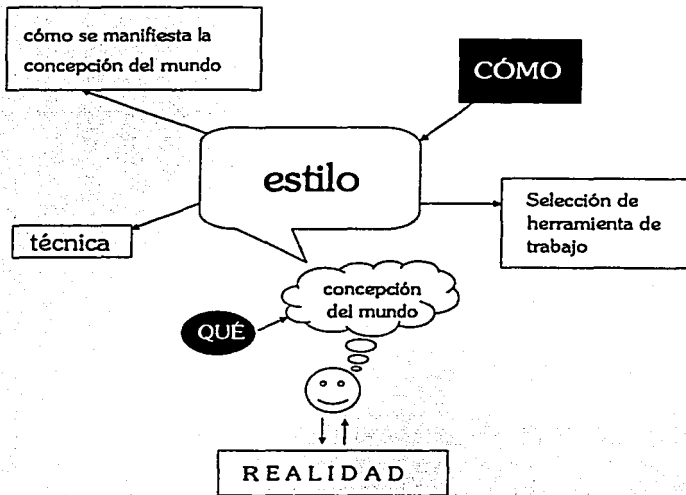 cómo se manifiesta la
concepción del mundo
CÓMO
estilo
Selección de
herramienta de
trabajo
técnica
concepción
del mundo
QUÉ
REALIDAD